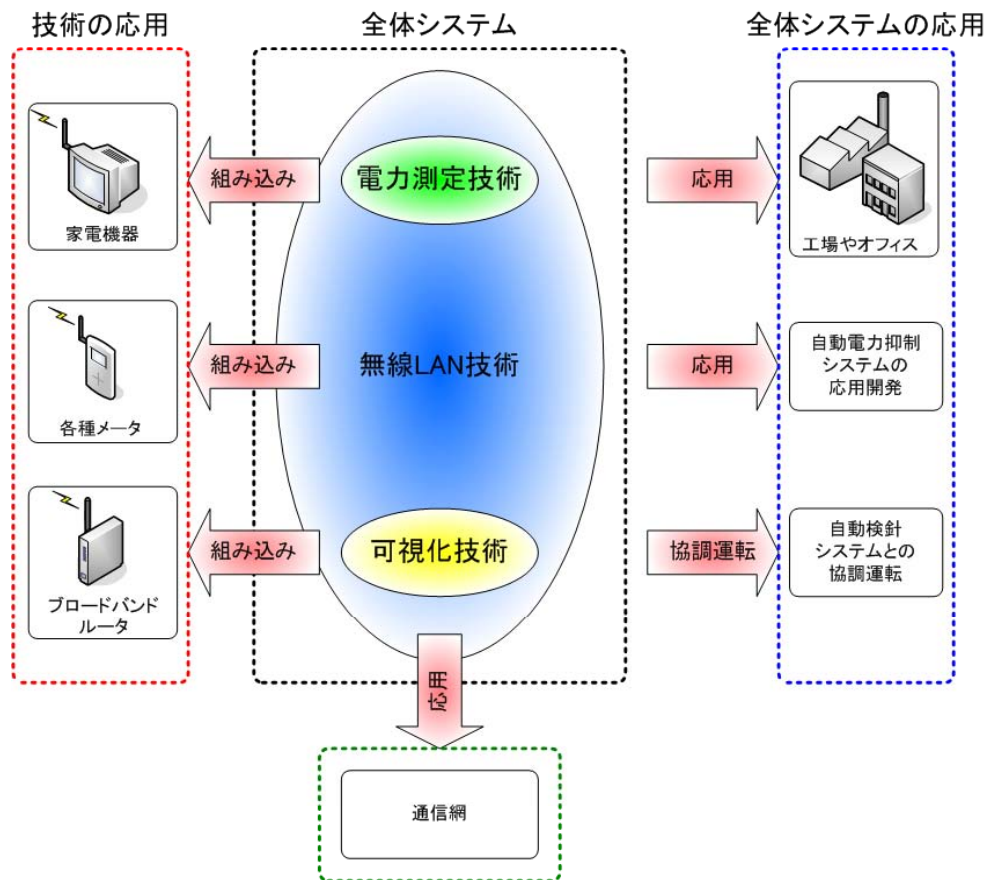 技術の応用
全体システム
全体システムの応用
組み込み
電力測定技術
応用
家電機器
工場やオフィス
組み込み
無線LAN技術
応用
自動電力抑制
システムの
応用開発
各種メータ
組み込み
可視化技術
協調運転
自動検針
システムとの
協調運転
ブロードバンド
ルータ
応用
通信網